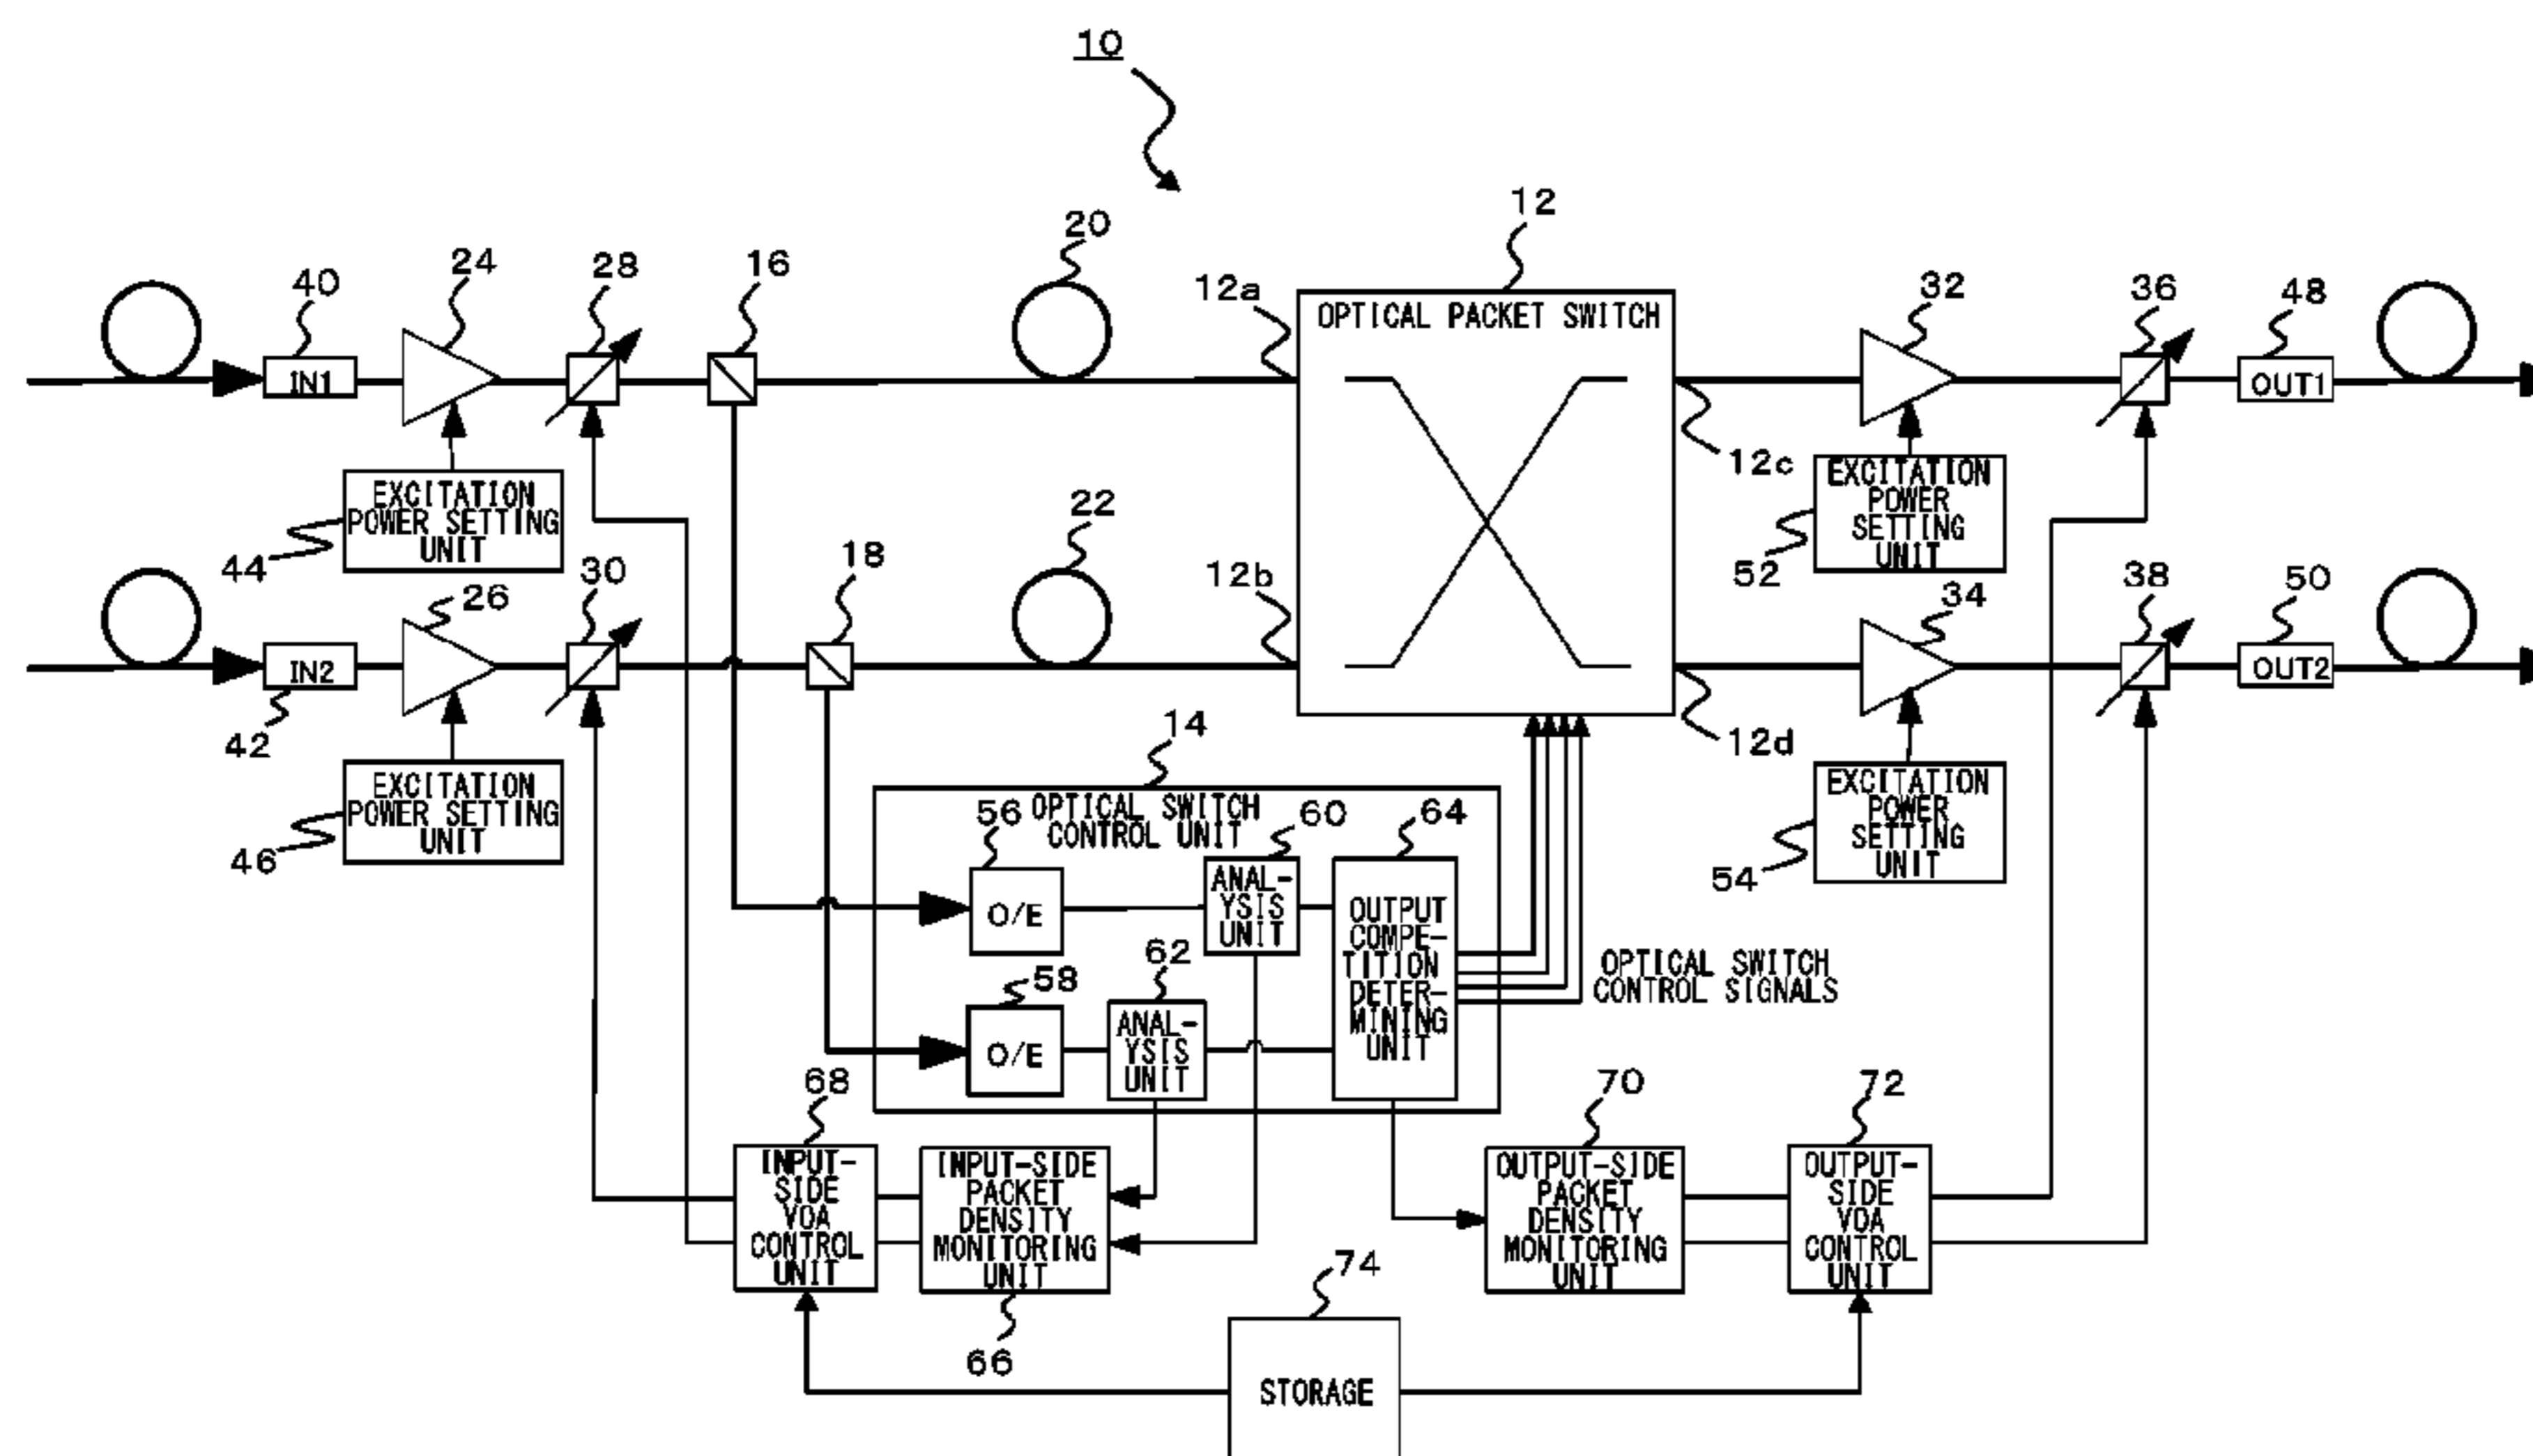 10
12
20
24
28
16
12a
32
36
48
40
OPTICAL PACKET SWITCH
IN1
OUT1
12c
EXCITATION
POWER SETTING
UNIT
44
EXCITATION
POWER
SETTING
UNIT
52
22
18
30
26
12b
34
38
50
IN2
OUT2
42
12d
14
EXCITATION
POWER SETTING
UNIT
46
EXCITATION
POWER
SETTING
UNIT
54
OPTICAL SWITCH
CONTROL UNIT
56
60
64
O/E
ANAL-
YSIS
UNIT
OUTPUT
COMPE-
TITION
DETER-
MINING
UNIT
62
58
O/E
ANAL-
YSIS
UNIT
OPTICAL SWITCH
CONTROL SIGNALS
68
70
72
INPUT-
SIDE
VOA
CONTROL
UNIT
INPUT-SIDE
PACKET
DENSITY
MONITORING
UNIT
66
OUTPUT-SIDE
PACKET
DENSITY
MONITORING
UNIT
OUTPUT-
SIDE
VOA
CONTROL
UNIT
74
STORAGE